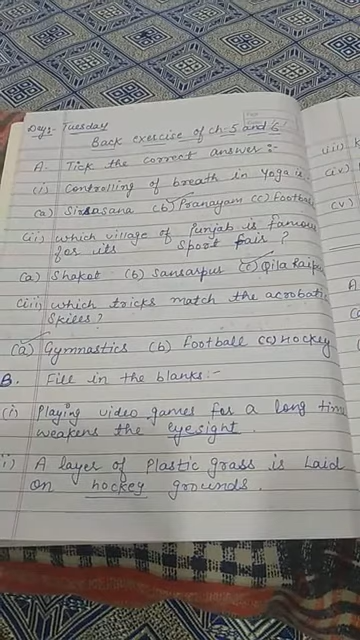 Day:- Tuesday
Back exercise of ch-5 and 6
A. Tick the correct answer:-
(i) Controlling of breath in Yoga is
(a) Sirsasana (b) Pranayam (c) Football
(ii) which village of Punjab is famous
for its Sport Fair?
(a) Shakot (b) Sansarpur (c) Qila Raipur
(iii) which tricks match the acrobatic
skills?
(a) Gymnastics (b) Football (c) Hockey
B. Fill in the blanks:-
(i) Playing video games for a long time
weakens the eyesight.
ii) A layer of Plastic grass is Laid
on hockey grounds.
vii) K
(iv)
(v)
A